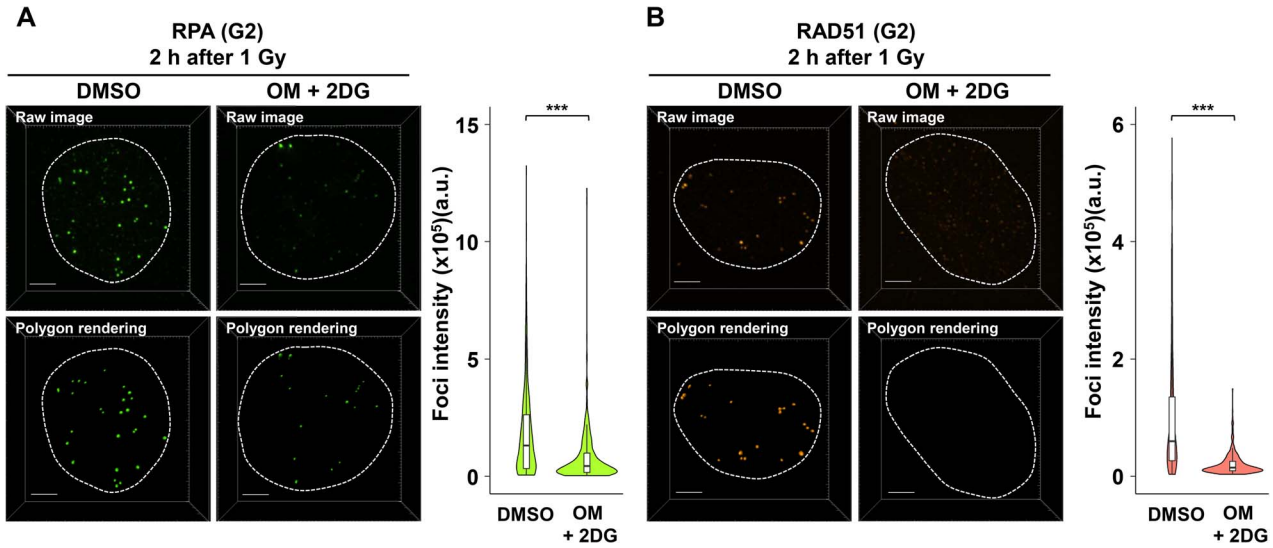 A
RPA (G2)
2 h after 1 Gy
DMSO
OM + 2DG
Raw image
Raw image
Polygon rendering
Polygon rendering
Foci intensity (x10⁵)(a.u.)
15
10
5
0
***
DMSO
OM
+ 2DG
B
RAD51 (G2)
2 h after 1 Gy
DMSO
OM + 2DG
Raw image
Raw image
Polygon rendering
Polygon rendering
Foci intensity (x10⁵)(a.u.)
6
4
2
0
***
DMSO
OM
+ 2DG